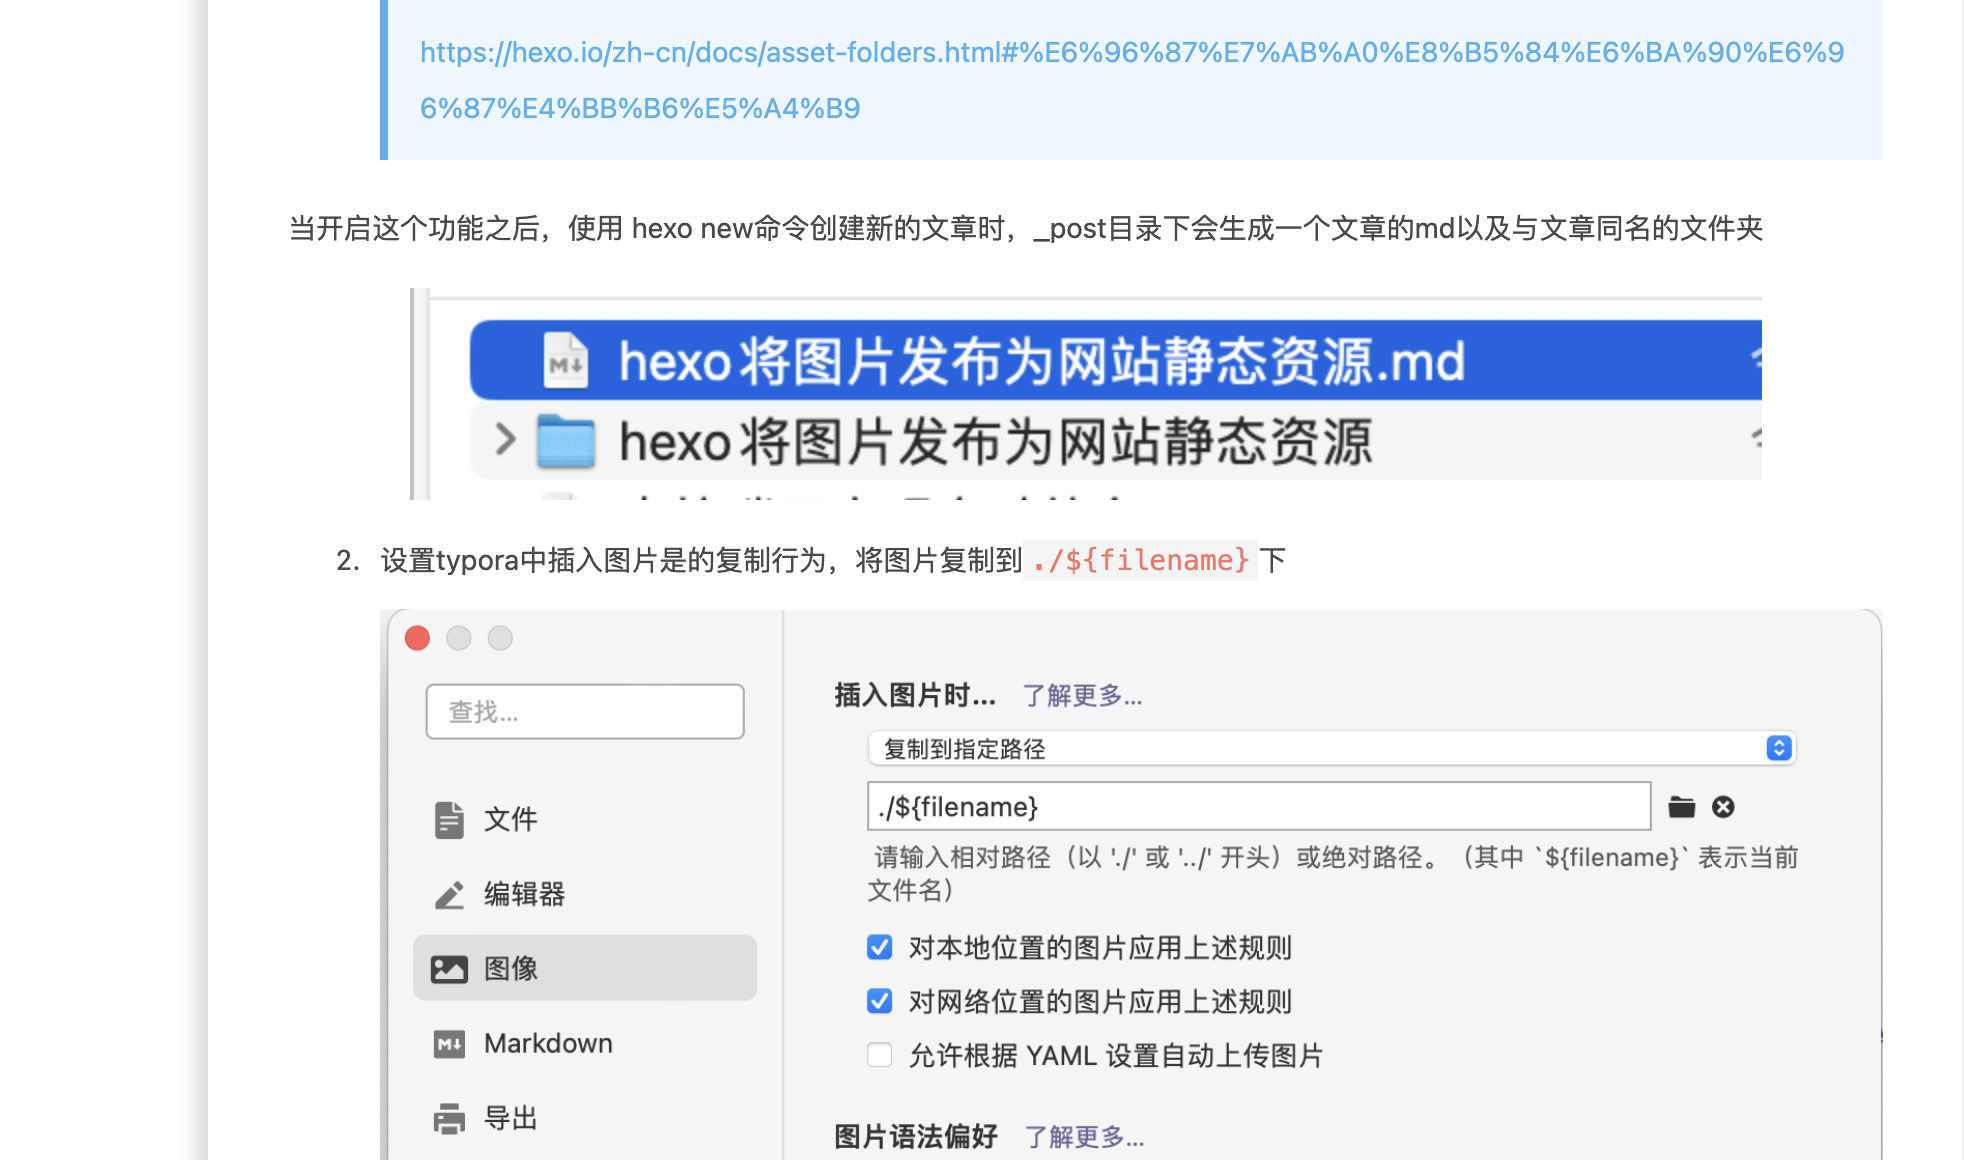 https://hexo.io/zh-cn/docs/asset-folders.html#%E6%96%87%E7%AB%A0%E8%B5%84%E6%BA%90%E6%9
6%87%E4%BB%B6%E5%A4%B9
当开启这个功能之后，使用 hexo new命令创建新的文章时，_post目录下会生成一个文章的md以及与文章同名的文件夹
hexo将图片发布为网站静态资源.md
hexo将图片发布为网站静态资源
2. 设置typora中插入图片是的复制行为，将图片复制到./${filename}下
查找...
文件
编辑器
图像
Markdown
导出
插入图片时... 了解更多...
复制到指定路径
./${filename}
请输入相对路径（以 './' 或 '../' 开头）或绝对路径。（其中 `${filename}` 表示当前
文件名）
对本地位置的图片应用上述规则
对网络位置的图片应用上述规则
允许根据 YAML 设置自动上传图片
图片语法偏好 了解更多...